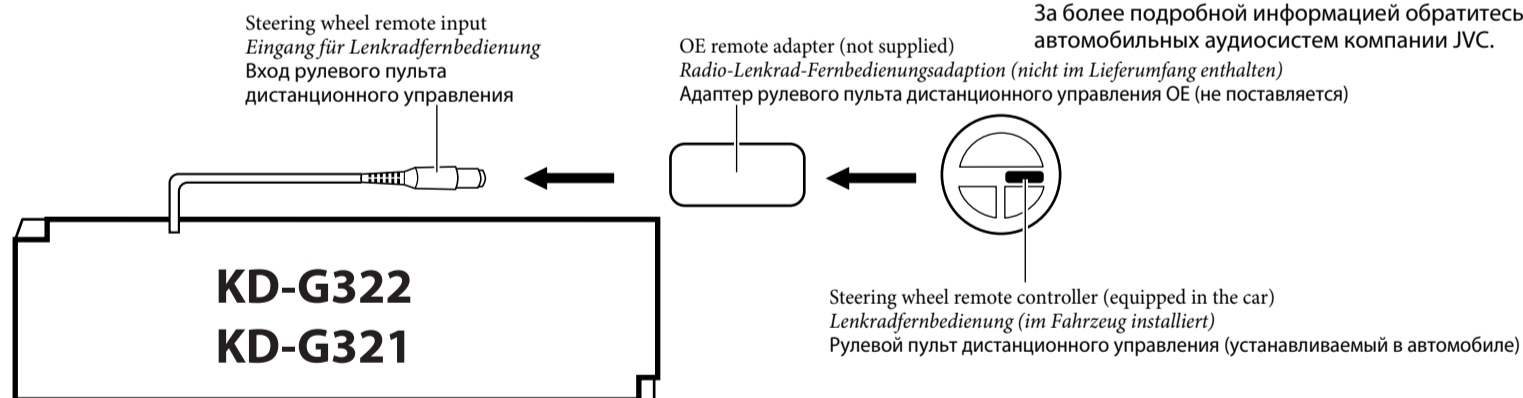 Steering wheel remote input
Eingang für Lenkradfernbedienung
Вход рулевого пульта
дистанционного управления
OE remote adapter (not supplied)
Radio-Lenkrad-Fernbedienungsadaption (nicht im Lieferumfang enthalten)
Адаптер рулевого пульта дистанционного управления OE (не поставляется)
За более подробной информацией обратитесь
автомобильных аудиосистем компании JVC.
KD-G322
KD-G321
Steering wheel remote controller (equipped in the car)
Lenkradfernbedienung (im Fahrzeug installiert)
Рулевой пульт дистанционного управления (устанавливаемый в автомобиле)